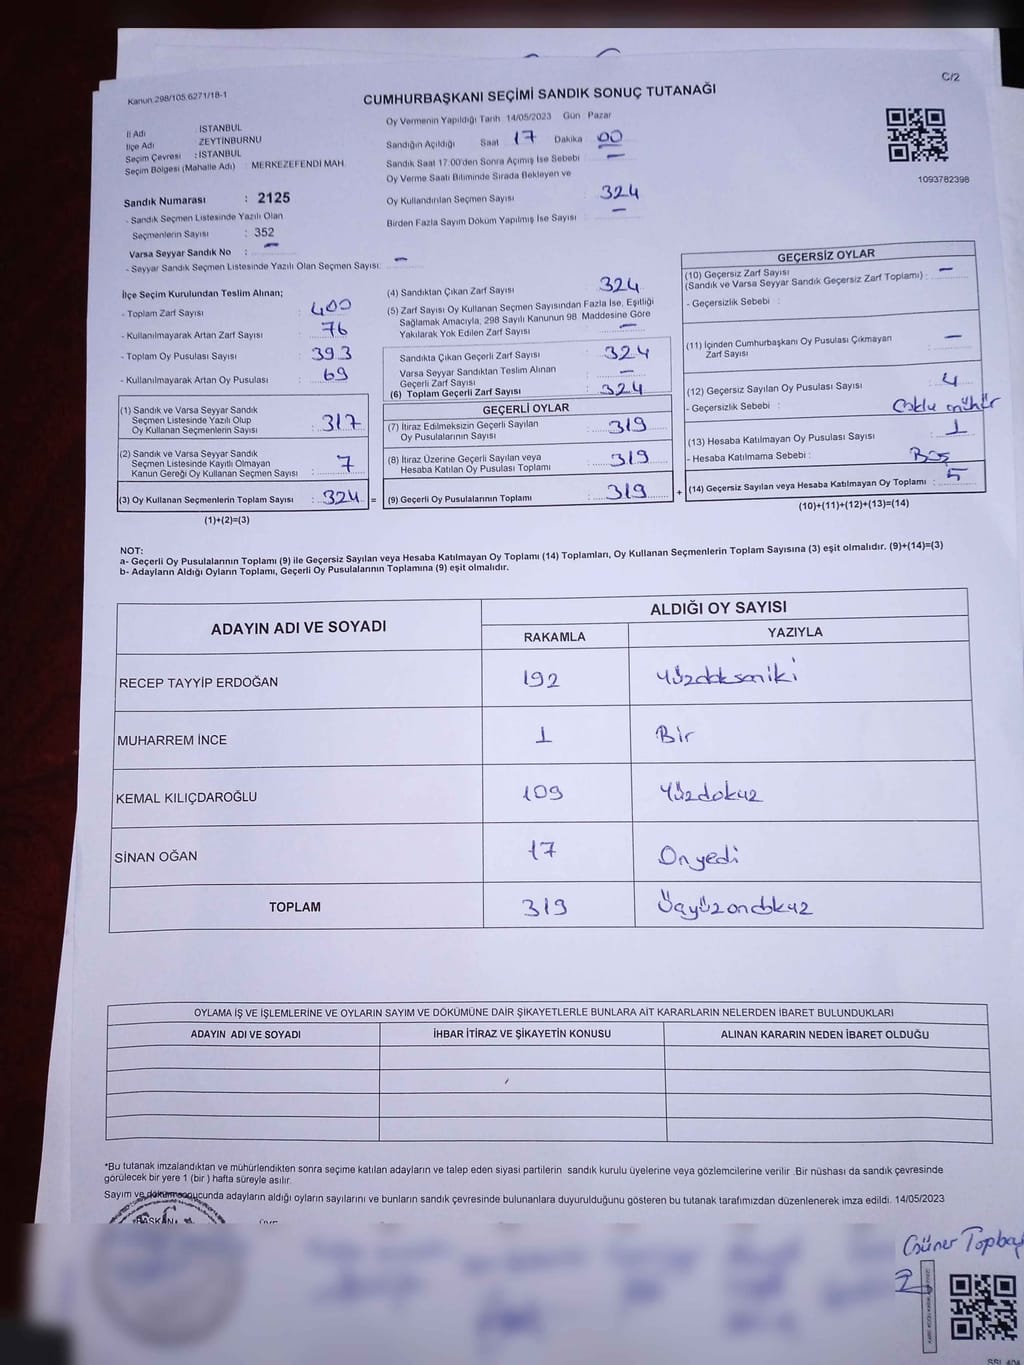 C/2
Kanun 298/105.6271/18-1
CUMHURBAŞKANI SEÇİMİ SANDIK SONUÇ TUTANAĞI
İl Adı İSTANBUL
İlçe Adı ZEYTİNBURNU
Seçim Çevresi : İSTANBUL
Seçim Bölgesi (Mahalle Adı) : MERKEZEFENDİ MAH.
Sandık Numarası : 2125
- Sandık Seçmen Listesinde Yazılı Olan
Seçmenlerin Sayısı : 352
Varsa Seyyar Sandık No : —
- Seyyar Sandık Seçmen Listesinde Yazılı Olan Seçmen Sayısı: —
Oy Vermenin Yapıldığı Tarih 14/05/2023 Gün : Pazar
Sandığın Açıldığı Saat 17 Dakika 00
Sandık Saat 17:00'den Sonra Açımış İse Sebebi —
Oy Verme Saati Bitiminde Sırada Bekleyen ve
Oy Kullandırılan Seçmen Sayısı 324
Birden Fazla Sayım Döküm Yapılmış İse Sayısı —
1093782398
İlçe Seçim Kurulundan Teslim Alınan;
- Toplam Zarf Sayısı : 400
- Kullanılmayarak Artan Zarf Sayısı : 76
- Toplam Oy Pusulası Sayısı : 393
- Kullanılmayarak Artan Oy Pusulası : 69
(1) Sandık ve Varsa Seyyar Sandık
Seçmen Listesinde Yazılı Olup
Oy Kullanan Seçmenlerin Sayısı : 317
(2) Sandık ve Varsa Seyyar Sandık
Seçmen Listesinde Kayıtlı Olmayan
Kanun Gereği Oy Kullanan Seçmen Sayısı : 7
(3) Oy Kullanan Seçmenlerin Toplam Sayısı : 324 =
(1)+(2)=(3)
(4) Sandıktan Çıkan Zarf Sayısı : 324
(5) Zarf Sayısı Oy Kullanan Seçmen Sayısından Fazla İse, Eşitliği
Sağlamak Amacıyla, 298 Sayılı Kanunun 98. Maddesine Göre
Yakılarak Yok Edilen Zarf Sayısı : —
Sandıkta Çıkan Geçerli Zarf Sayısı : 324
Varsa Seyyar Sandıktan Teslim Alınan
Geçerli Zarf Sayısı : —
(6) Toplam Geçerli Zarf Sayısı : 324
GEÇERLİ OYLAR
(7) İtiraz Edilmeksizin Geçerli Sayılan
Oy Pusulalarının Sayısı : 319
(8) İtiraz Üzerine Geçerli Sayılan veya
Hesaba Katılan Oy Pusulası Toplamı : 319
(9) Geçerli Oy Pusulalarının Toplamı : 319 +
GEÇERSİZ OYLAR
(10) Geçersiz Zarf Sayısı
(Sandık ve Varsa Seyyar Sandık Geçersiz Zarf Toplamı) : —
- Geçersizlik Sebebi :
(11) İçinden Cumhurbaşkanı Oy Pusulası Çıkmayan
Zarf Sayısı : —
(12) Geçersiz Sayılan Oy Pusulası Sayısı : 4
- Geçersizlik Sebebi : Çoklu mühür
(13) Hesaba Katılmayan Oy Pusulası Sayısı : 1
- Hesaba Katılmama Sebebi : Boş
(14) Geçersiz Sayılan veya Hesaba Katılmayan Oy Toplamı : 5
(10)+(11)+(12)+(13)=(14)
NOT:
a- Geçerli Oy Pusulalarının Toplamı (9) ile Geçersiz Sayılan veya Hesaba Katılmayan Oy Toplamı (14) Toplamları, Oy Kullanan Seçmenlerin Toplam Sayısına (3) eşit olmalıdır. (9)+(14)=(3)
b- Adayların Aldığı Oyların Toplamı, Geçerli Oy Pusulalarının Toplamına (9) eşit olmalıdır.
ADAYIN ADI VE SOYADI ALDIĞI OY SAYISI
RAKAMLA YAZIYLA
RECEP TAYYİP ERDOĞAN 192 Yüzdoksaniki
MUHARREM İNCE 1 Bir
KEMAL KILIÇDAROĞLU 109 Yüzdokuz
SİNAN OĞAN 17 Onyedi
TOPLAM 319 Üçyüzondokuz
OYLAMA İŞ VE İŞLEMLERİNE VE OYLARIN SAYIM VE DÖKÜMÜNE DAİR ŞİKAYETLERLE BUNLARA AİT KARARLARIN NELERDEN İBARET BULUNDUKLARI
ADAYIN ADI VE SOYADI İHBAR İTİRAZ VE ŞİKAYETİN KONUSU ALINAN KARARIN NEDEN İBARET OLDUĞU
*Bu tutanak imzalandıktan ve mühürlendikten sonra seçime katılan adayların ve talep eden siyasi partilerin sandık kurulu üyelerine veya gözlemcilerine verilir .Bir nüshası da sandık çevresinde
görülecek bir yere 1 (bir ) hafta süreyle asılır.
Sayım ve dökümsonucunda adayların aldığı oyların sayılarını ve bunların sandık çevresinde bulunanlara duyurulduğunu gösteren bu tutanak tarafımızdan düzenlenerek imza edildi. 14/05/2023
BAŞKAN
Güner Topbaş